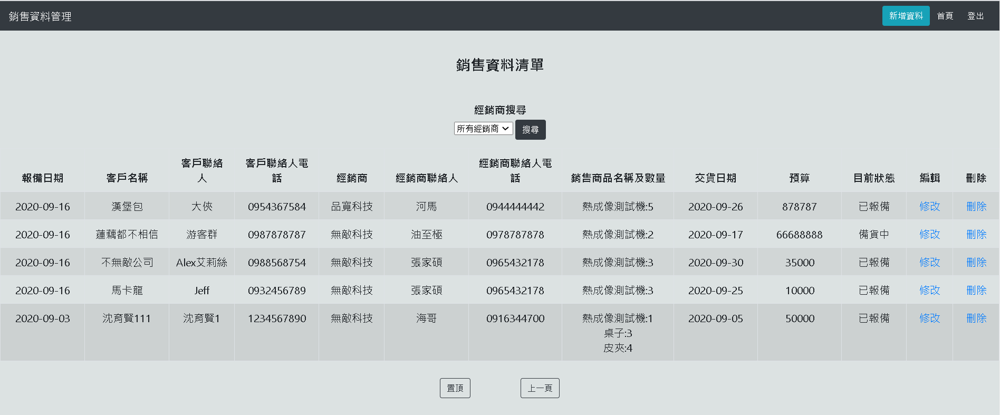 銷售資料管理 新增資料 首頁 登出
銷售資料清單
經銷商搜尋
所有經銷商 搜尋
報備日期 客戶名稱 客戶聯絡人 客戶聯絡人電話 經銷商 經銷商聯絡人 經銷商聯絡人電話 銷售商品名稱及數量 交貨日期 預算 目前狀態 編輯 刪除
2020-09-16 漢堡包 大俠 0954367584 品寬科技 河馬 0944444442 熱成像測試機:5 2020-09-26 878787 已報備 修改 刪除
2020-09-16 蓮藕都不相信 游客群 0987878787 無敵科技 油至極 0978787878 熱成像測試機:2 2020-09-17 66688888 備貨中 修改 刪除
2020-09-16 不無敵公司 Alex艾莉絲 0988568754 無敵科技 張家碩 0965432178 熱成像測試機:3 2020-09-30 35000 已報備 修改 刪除
2020-09-16 馬卡龍 Jeff 0932456789 無敵科技 張家碩 0965432178 熱成像測試機:3 2020-09-25 10000 已報備 修改 刪除
2020-09-03 沈育賢111 沈育賢1 1234567890 無敵科技 海哥 0916344700 熱成像測試機:1 2020-09-05 50000 已報備 修改 刪除
桌子:3
皮夾:4
置頂 上一頁